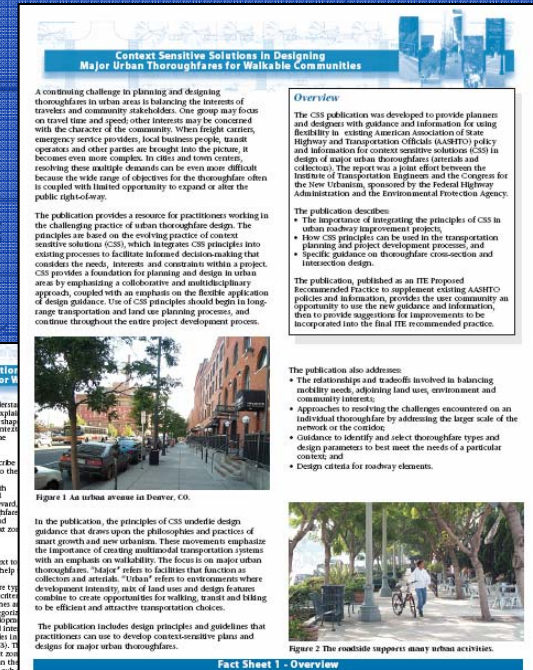 Context Sensitive Solutions in Designing
Major Urban Thoroughfares for Walkable Communities
A continuing challenge in planning and designing
thoroughfares in urban areas is balancing the interests of
travelers and community stakeholders. One group may focus
on travel time and speed; other interests may be concerned
with the character of the community. When freight carriers,
emergency service providers, local business people, transit
operators and other parties are brought into the picture, it
becomes even more complex. In cities and town centers,
resolving these multiple demands can be even more difficult
because the wide range of objectives for the thoroughfare often
is coupled with limited opportunity to expand or alter the
public right-of-way.
The publication provides a resource for practitioners working in
the challenging practice of urban thoroughfare design. The
principles are based on the evolving practice of context
sensitive solutions (CSS), which integrates CSS principles into
existing processes to facilitate informed decision-making that
considers the needs, interests and constraints within a project.
CSS provides a foundation for planning and design in urban
areas by emphasizing a collaborative and multidisciplinary
approach, coupled with an emphasis on the flexible application
of design guidance. Use of CSS principles should begin in long-
range transportation and land use planning processes, and
continue throughout the entire project development process.
Figure 1 An urban avenue in Denver, CO.
In the publication, the principles of CSS underlie design
guidance that draws upon the philosophies and practices of
smart growth and new urbanism. These movements emphasize
the importance of creating multimodal transportation systems
with an emphasis on walkability. The focus is on major urban
thoroughfares. "Major" refers to facilities that function as
collectors and arterials. "Urban" refers to environments where
development intensity, mix of land uses and design features
combine to create opportunities for walking, transit and biking
to be efficient and attractive transportation choices.
The publication includes design principles and guidelines that
practitioners can use to develop context-sensitive plans and
designs for major urban thoroughfares.
Overview
The CSS publication was developed to provide planners
and designers with guidance and information for using
flexibility in existing American Association of State
Highway and Transportation Officials (AASHTO) policy
and information for context sensitive solutions (CSS) in
design of major urban thoroughfares (arterials and
collectors). The report was a joint effort between the
Institute of Transportation Engineers and the Congress for
the New Urbanism, sponsored by the Federal Highway
Administration and the Environmental Protection Agency.
The publication describes:
• The importance of integrating the principles of CSS in
urban roadway improvement projects,
• How CSS principles can be used in the transportation
planning and project development processes, and
• Specific guidance on thoroughfare cross-section and
intersection design.
The publication, published as an ITE Proposed
Recommended Practice to supplement existing AASHTO
policies and information, provides the user community an
opportunity to use the new guidance and information,
then to provide suggestions for improvements to be
incorporated into the final ITE recommended practice.
The publication also addresses:
• The relationships and tradeoffs involved in balancing
mobility needs, adjoining land uses, environment and
community interests;
• Approaches to resolving the challenges encountered on an
individual thoroughfare by addressing the larger scale of the
network or the corridor;
• Guidance to identify and select thoroughfare types and
design parameters to best meet the needs of a particular
context; and
• Design criteria for roadway elements.
Figure 2 The roadside supports many urban activities.
Fact Sheet 1 - Overview